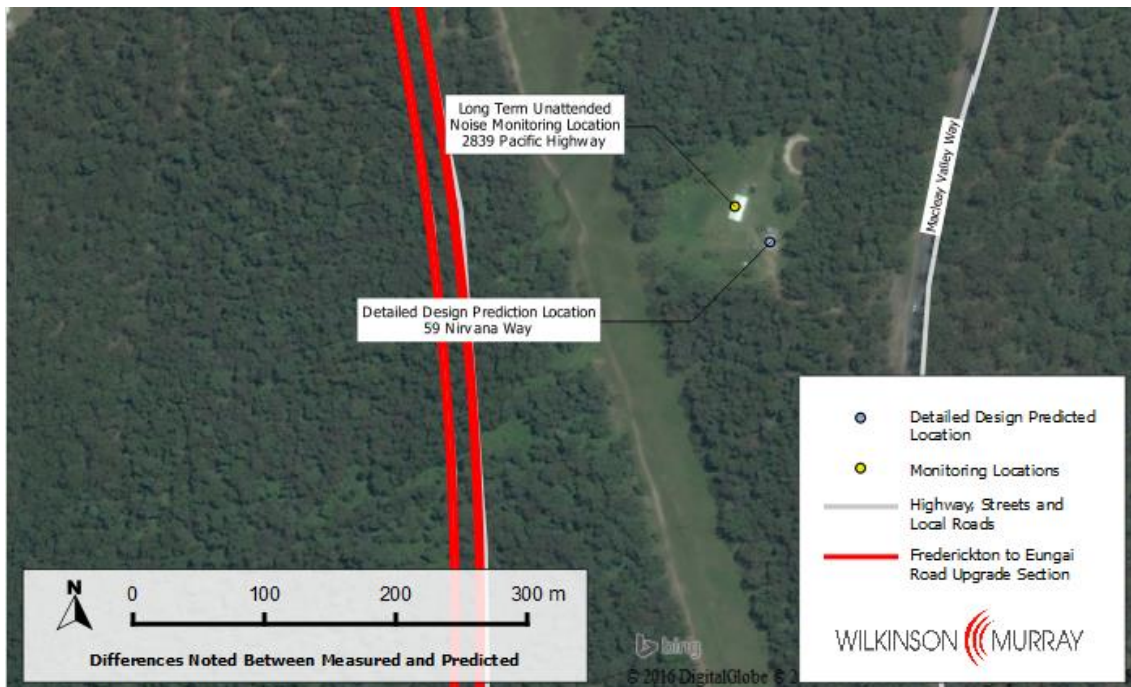 Long Term Unattended
Noise Monitoring Location
2839 Pacific Highway
Macleay Valley Way
Detailed Design Prediction Location
59 Nirvana Way
Detailed Design Predicted
Location
Monitoring Locations
Highway, Streets and
Local Roads
Frederickton to Eungai
Road Upgrade Section
WILKINSON MURRAY
N
0 100 200 300 m
Differences Noted Between Measured and Predicted
bing
© 2016 DigitalGlobe ©